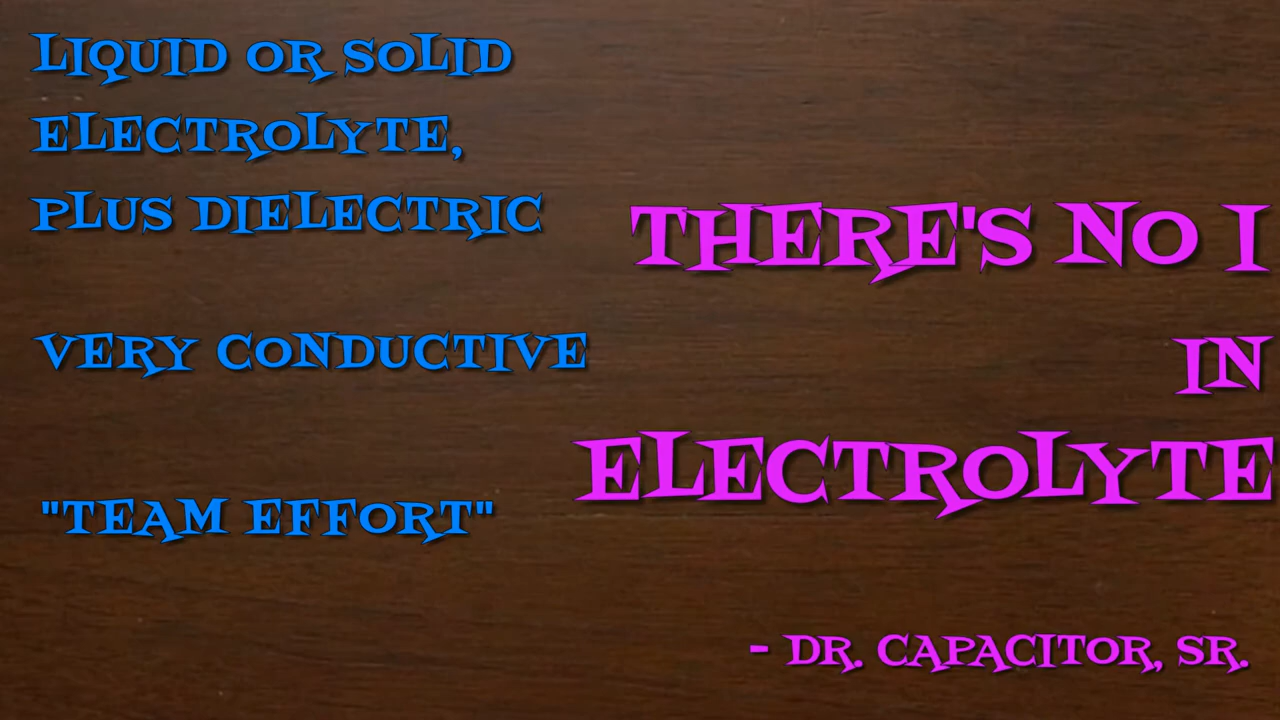 LIQUID OR SOLID
ELECTROLYTE,
PLUS DIELECTRIC
VERY CONDUCTIVE
"TEAM EFFORT"
THERE'S NO I
IN
ELECTROLYTE
- DR. CAPACITOR, SR.